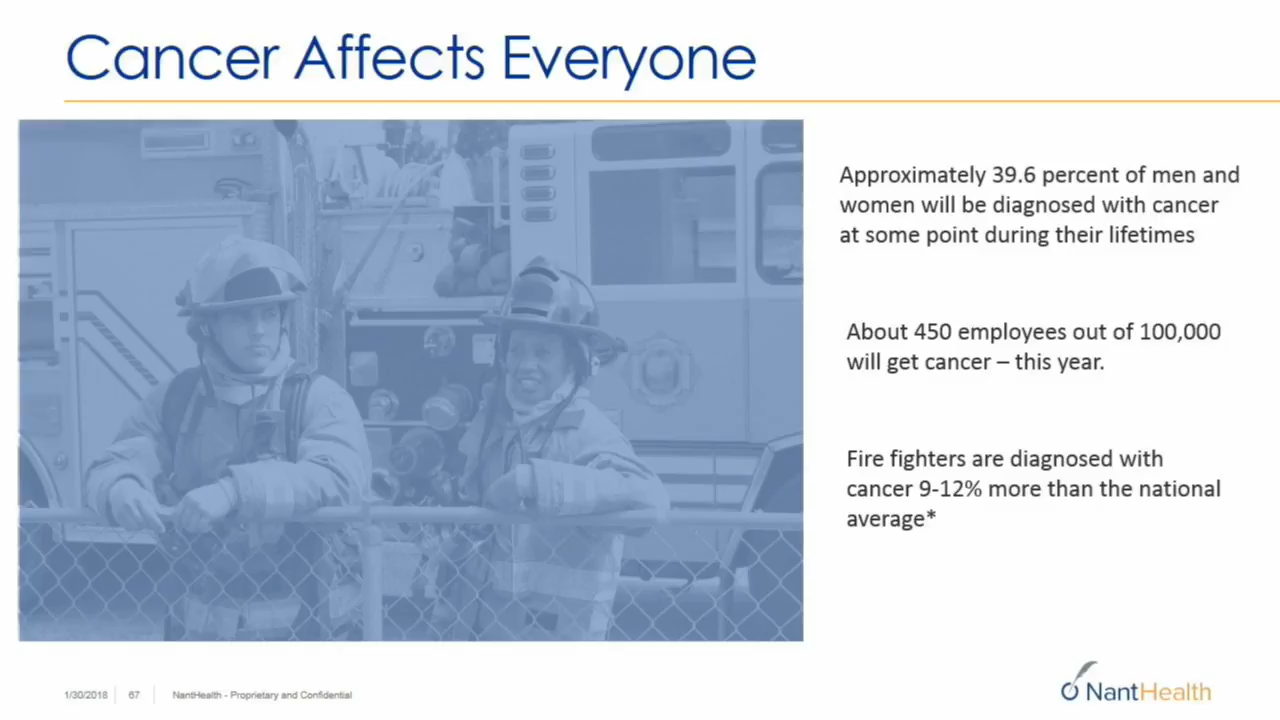 Cancer Affects Everyone
Approximately 39.6 percent of men and
women will be diagnosed with cancer
at some point during their lifetimes
About 450 employees out of 100,000
will get cancer – this year.
Fire fighters are diagnosed with
cancer 9-12% more than the national
average*
1/30/2018
67
NantHealth - Proprietary and Confidential
NantHealth